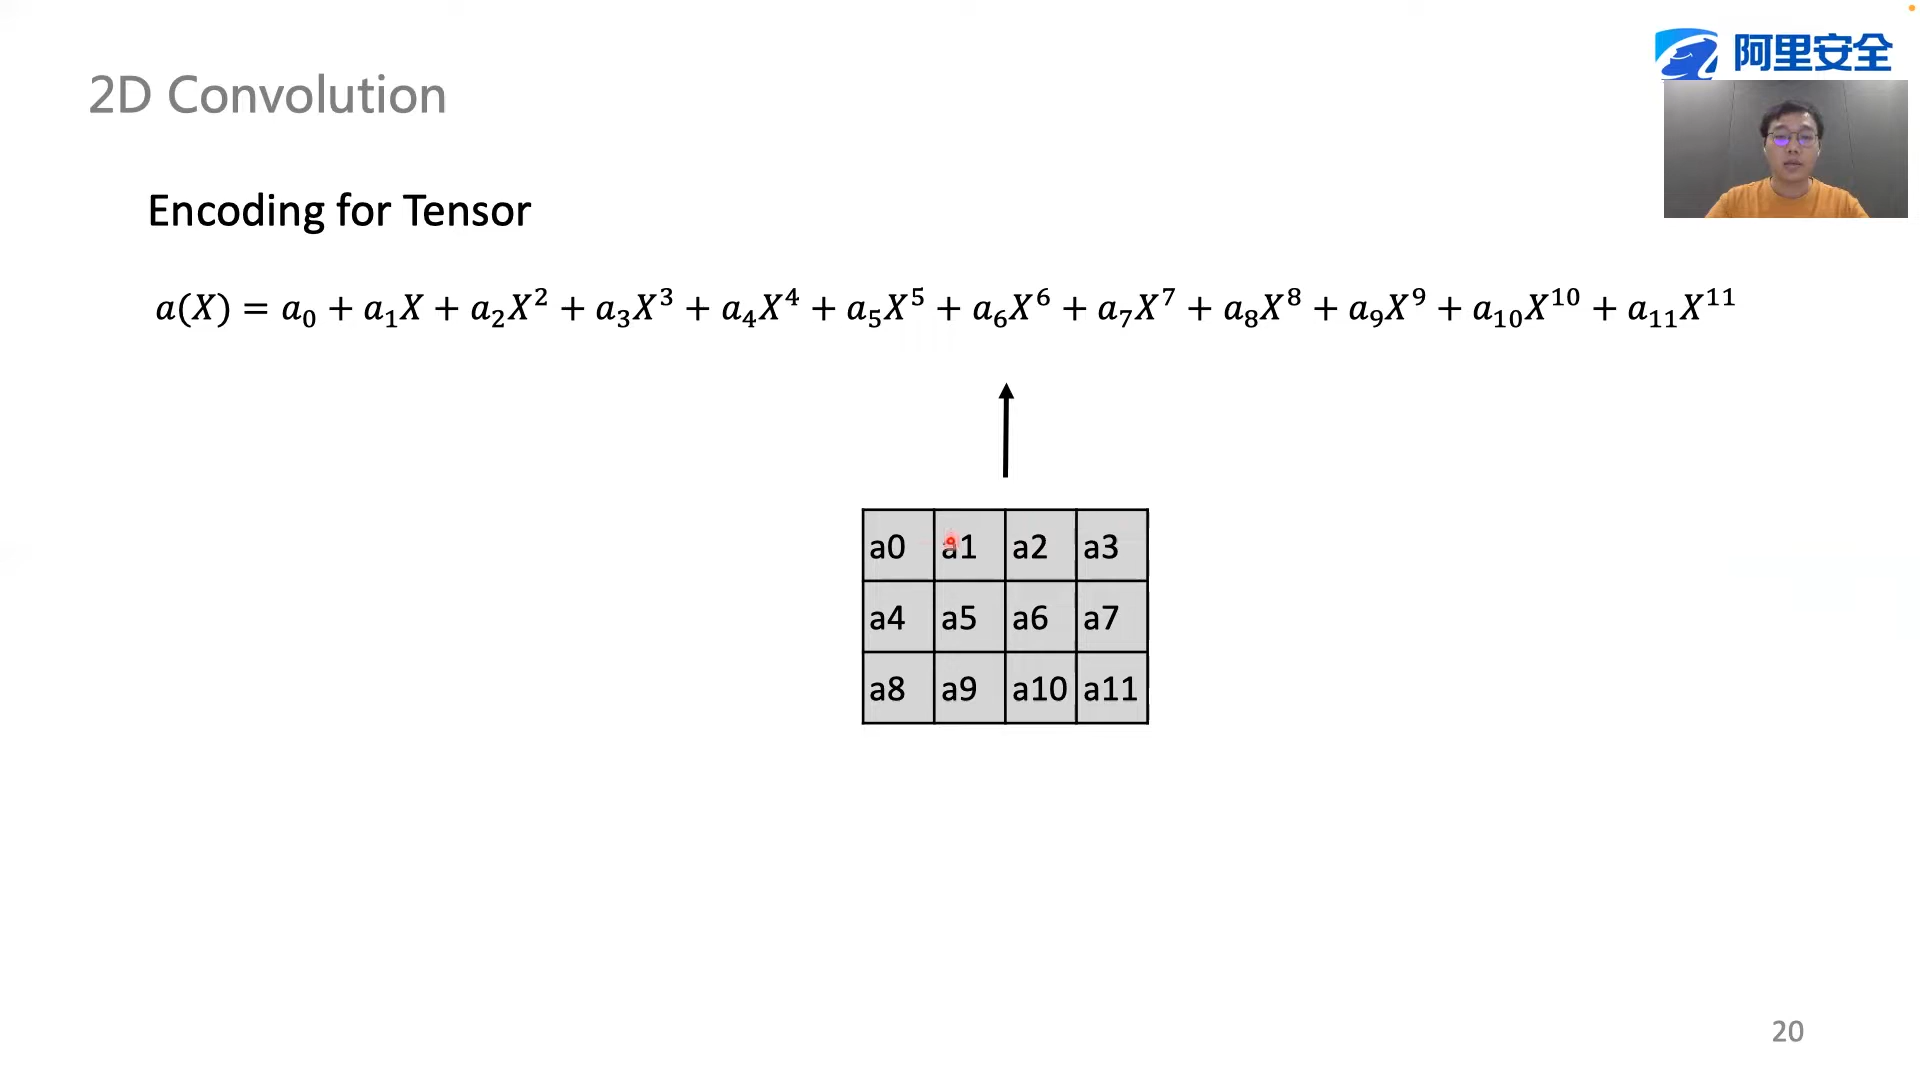 阿里安全
2D Convolution
Encoding for Tensor
a(X) = a₀ + a₁X + a₂X² + a₃X³ + a₄X⁴ + a₅X⁵ + a₆X⁶ + a₇X⁷ + a₈X⁸ + a₉X⁹ + a₁₀X¹⁰ + a₁₁X¹¹
a0 a1 a2 a3
a4 a5 a6 a7
a8 a9 a10 a11
20